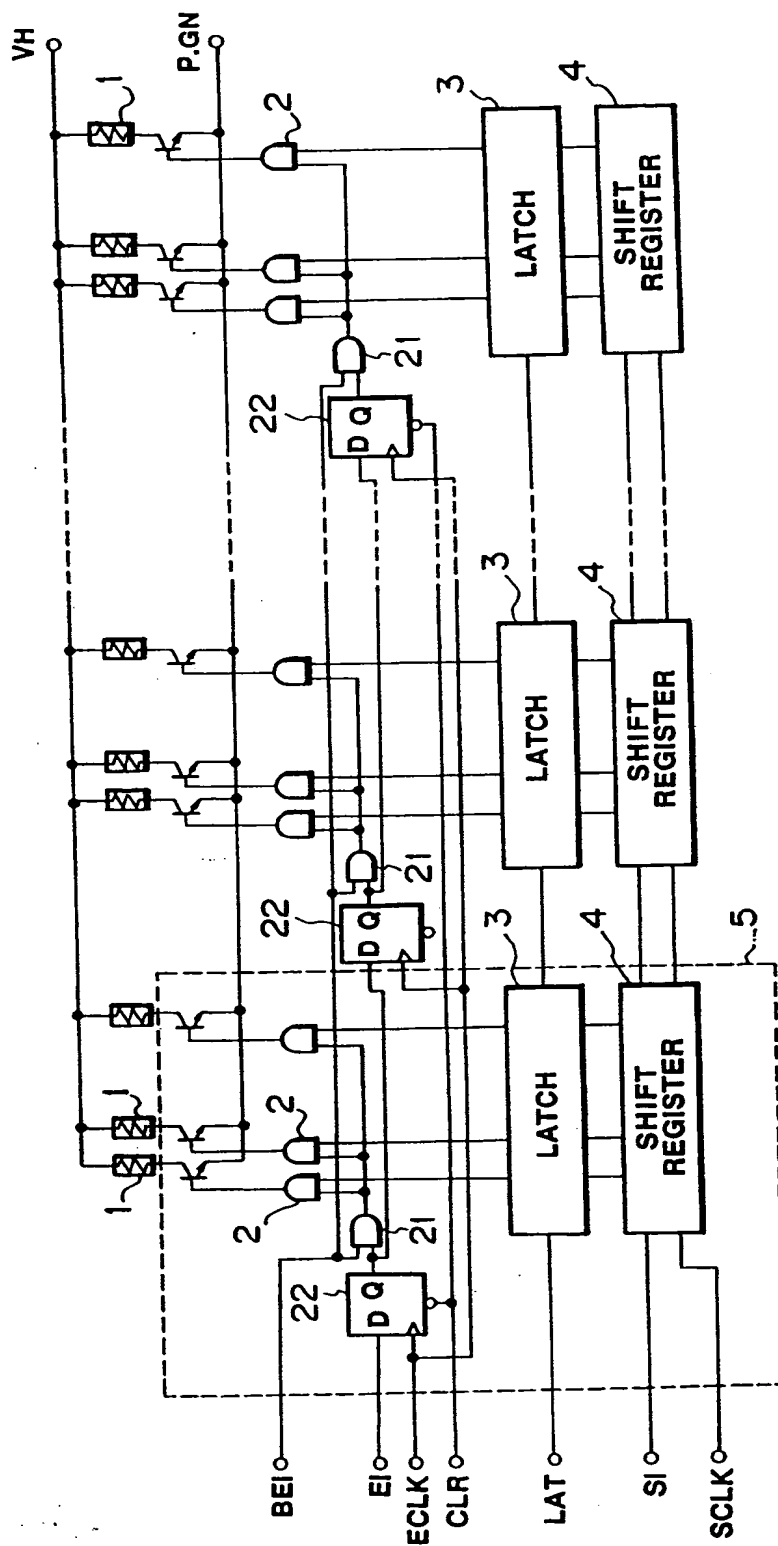 VH
P.GN
1
2
3
LATCH
4
SHIFT
REGISTER
21
22
D Q
3
LATCH
4
SHIFT
REGISTER
21
22
D Q
5
3
LATCH
4
SHIFT
REGISTER
1
1
2
2
21
22
D Q
BEI
EI
ECLK
CLR
LAT
SI
SCLK